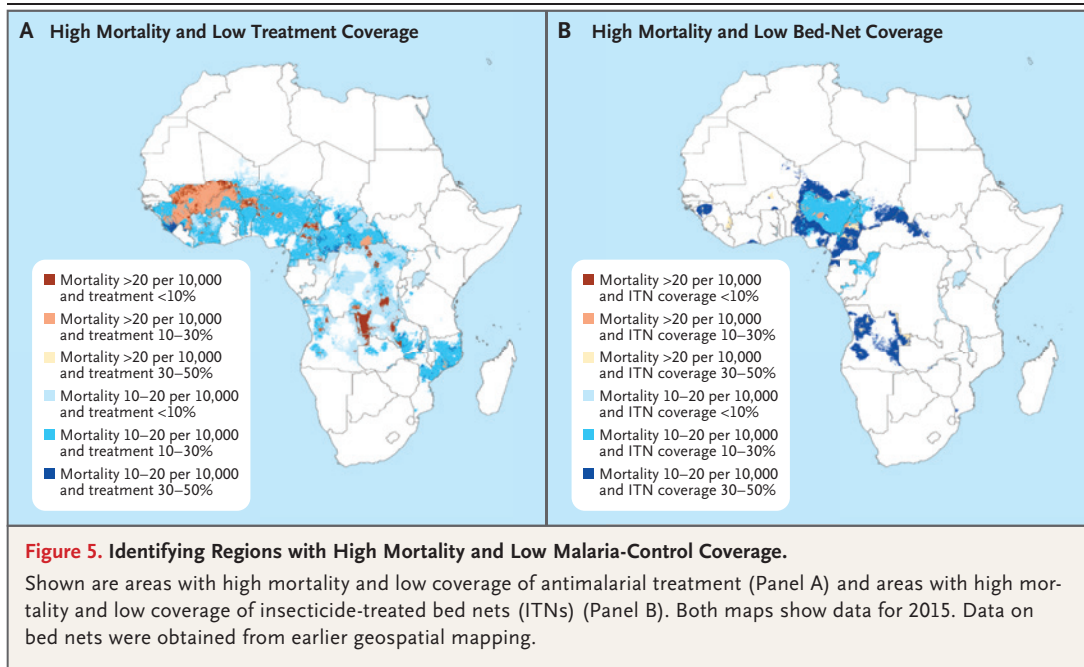 A High Mortality and Low Treatment Coverage
Mortality >20 per 10,000
and treatment <10%
Mortality >20 per 10,000
and treatment 10–30%
Mortality >20 per 10,000
and treatment 30–50%
Mortality 10–20 per 10,000
and treatment <10%
Mortality 10–20 per 10,000
and treatment 10–30%
Mortality 10–20 per 10,000
and treatment 30–50%
B High Mortality and Low Bed-Net Coverage
Mortality >20 per 10,000
and ITN coverage <10%
Mortality >20 per 10,000
and ITN coverage 10–30%
Mortality >20 per 10,000
and ITN coverage 30–50%
Mortality 10–20 per 10,000
and ITN coverage <10%
Mortality 10–20 per 10,000
and ITN coverage 10–30%
Mortality 10–20 per 10,000
and ITN coverage 30–50%
Figure 5. Identifying Regions with High Mortality and Low Malaria-Control Coverage.
Shown are areas with high mortality and low coverage of antimalarial treatment (Panel A) and areas with high mor-
tality and low coverage of insecticide-treated bed nets (ITNs) (Panel B). Both maps show data for 2015. Data on
bed nets were obtained from earlier geospatial mapping.